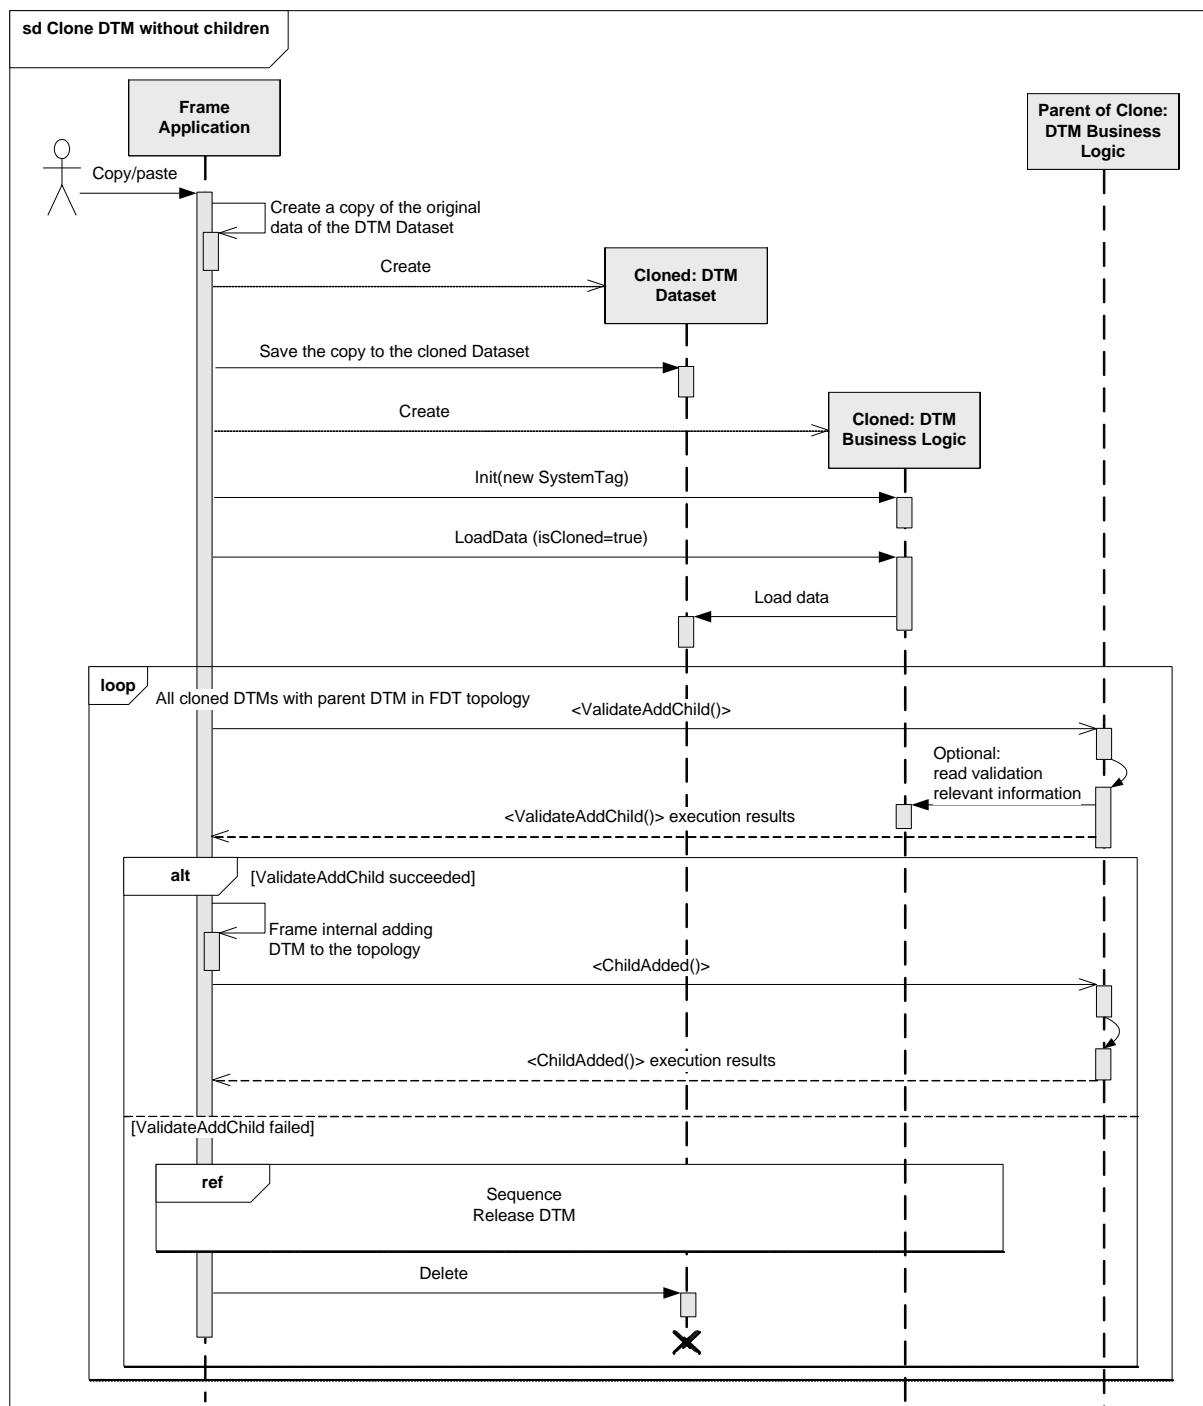 sd Clone DTM without children
Frame
Application
Parent of Clone:
DTM Business
Logic
Copy/paste
Create a copy of the original
data of the DTM Dataset
Create
Cloned: DTM
Dataset
Save the copy to the cloned Dataset
Create
Cloned: DTM
Business Logic
Init(new SystemTag)
LoadData (isCloned=true)
Load data
loop
All cloned DTMs with parent DTM in FDT topology
<ValidateAddChild()>
Optional:
read validation
relevant information
<ValidateAddChild()> execution results
alt
[ValidateAddChild succeeded]
Frame internal adding
DTM to the topology
<ChildAdded()>
<ChildAdded()> execution results
[ValidateAddChild failed]
ref
Sequence
Release DTM
Delete